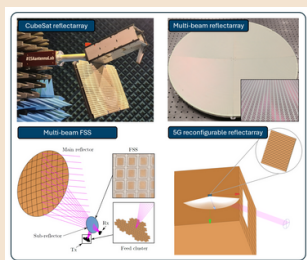 CubeSat reflectarray
Multi-beam reflectarray
Multi-beam FSS
5G reconfigurable reflectarray
Main reflector
FSS
Sub-reflector
Rx
Tx
Feed cluster